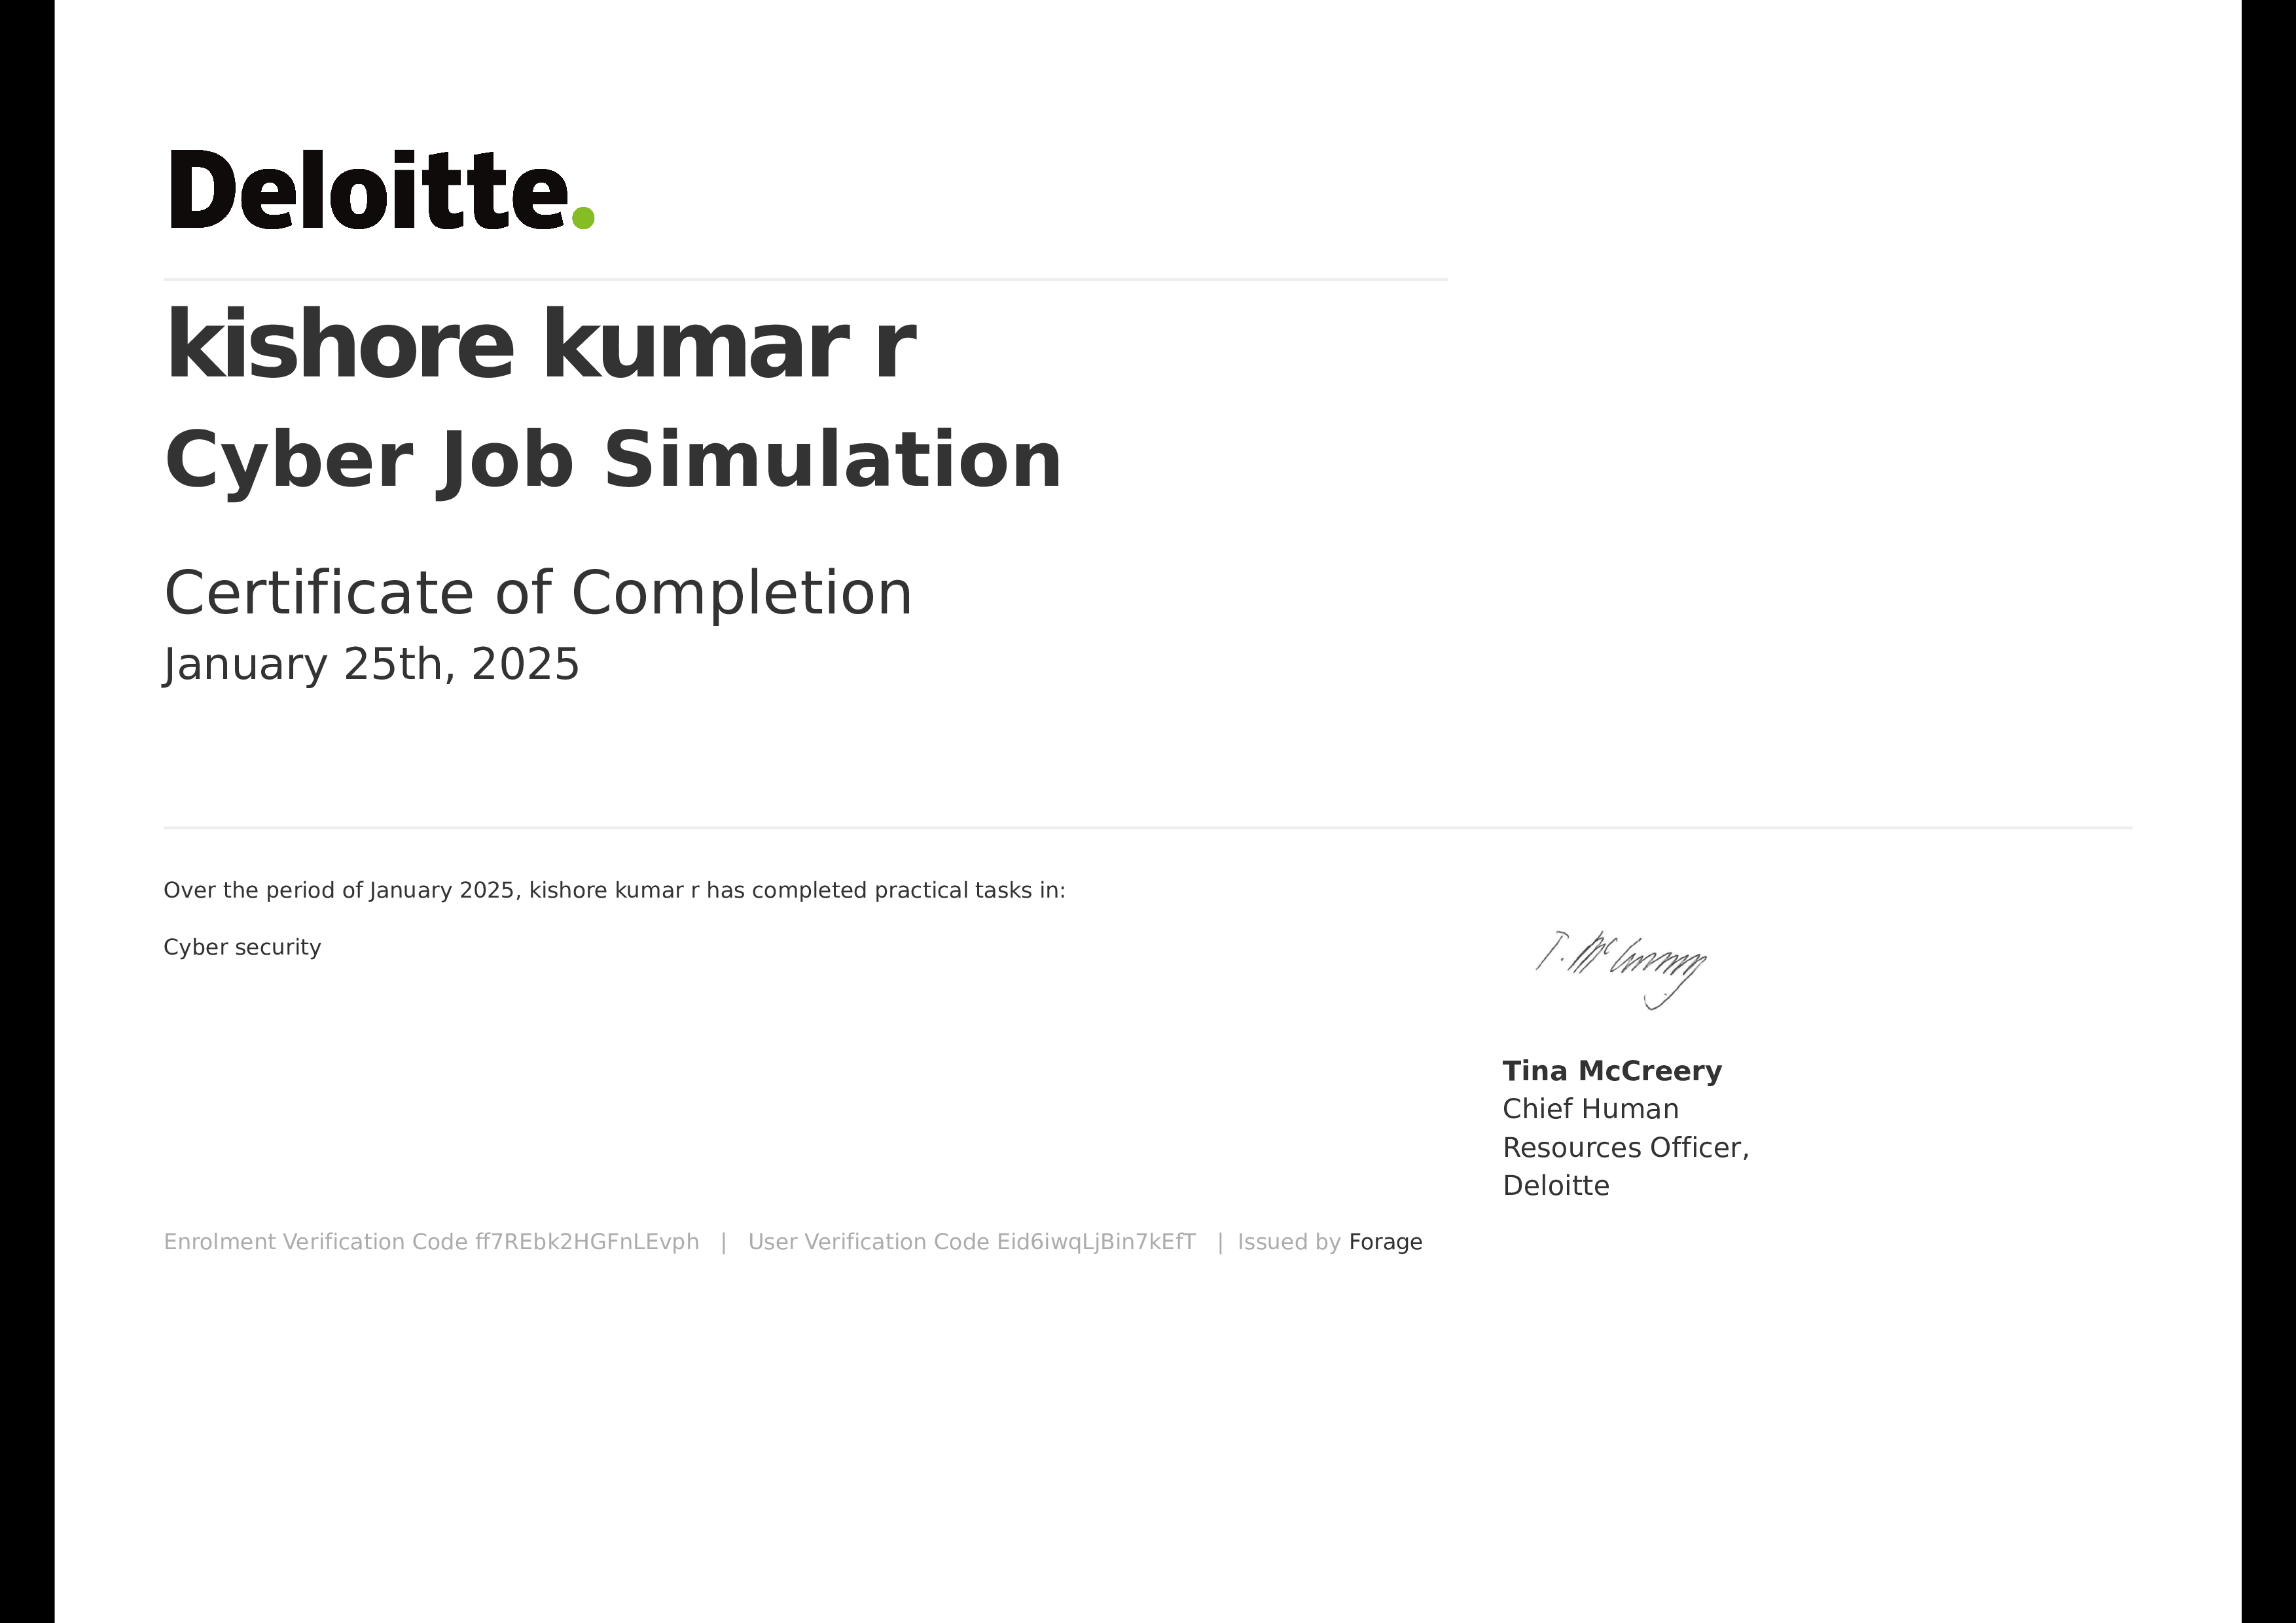 Deloitte.
kishore kumar r
Cyber Job Simulation
Certificate of Completion
January 25th, 2025
Over the period of January 2025, kishore kumar r has completed practical tasks in:
Cyber security
T. McCreery
Tina McCreery
Chief Human
Resources Officer,
Deloitte
Enrolment Verification Code ff7REbk2HGFnLEvph | User Verification Code Eid6iwqLjBin7kEfT | Issued by Forage